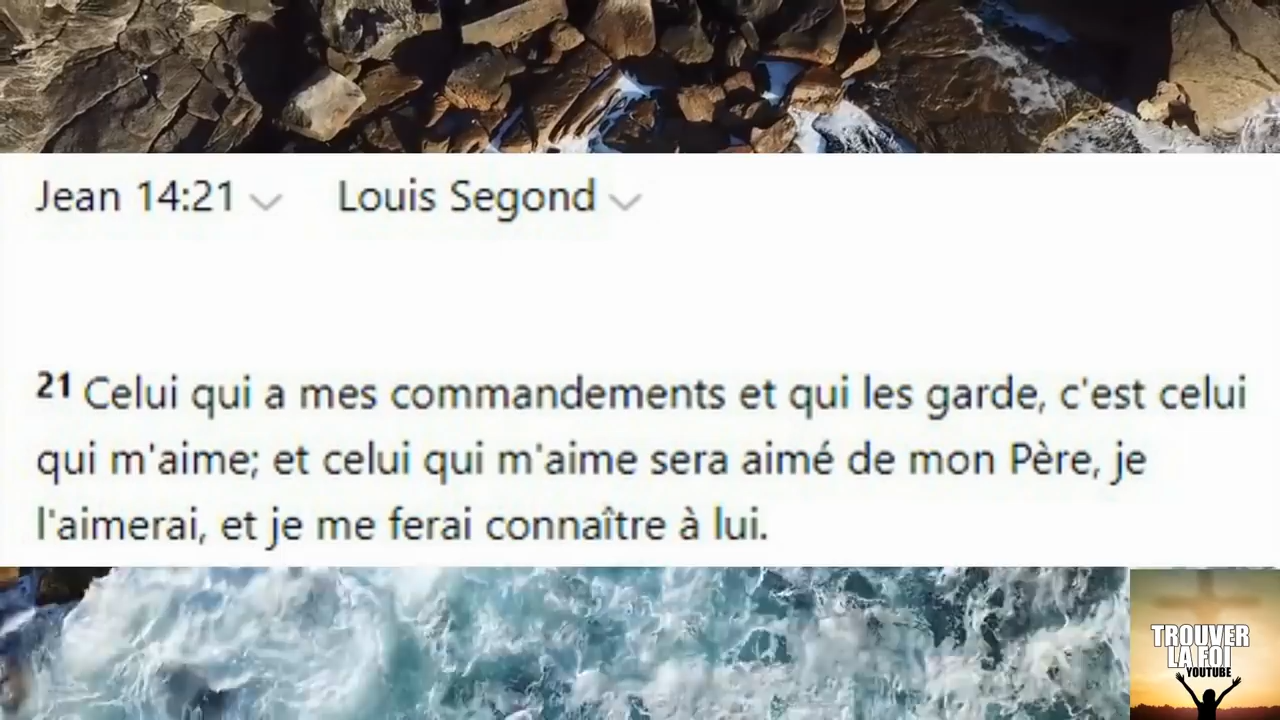 Jean 14:21 Louis Segond
21 Celui qui a mes commandements et qui les garde, c'est celui
qui m'aime; et celui qui m'aime sera aimé de mon Père, je
l'aimerai, et je me ferai connaître à lui.
TROUVER
LA FOI
YOUTUBE